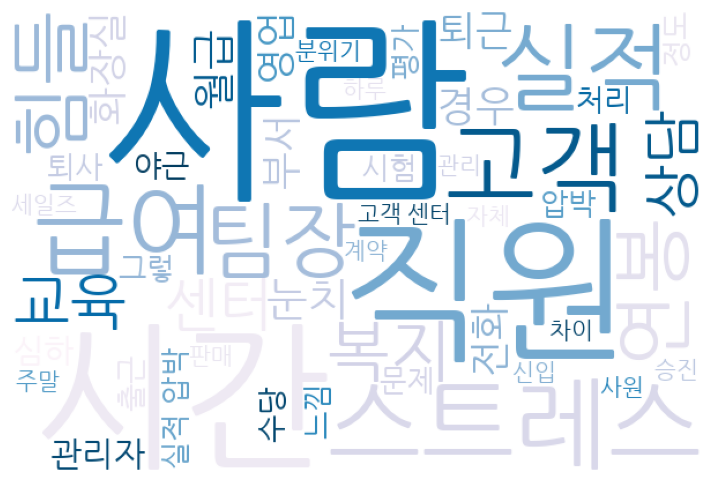 사람
직원
시간
고객
급여
실적
힘들
스트레스
팀장
복지
상담
연봉
교육
센터
눈치
퇴근
경우
월급
영업
분위기
평가
정도
화장실
하루
처리
부서
퇴사
야근
시험
관리
압박
세일즈
고객 센터
자체
그렇
계약
전화
차이
심하
주말
출근
판매
실적 압박
문제
신입
사원
승진
수당
느낌
관리자